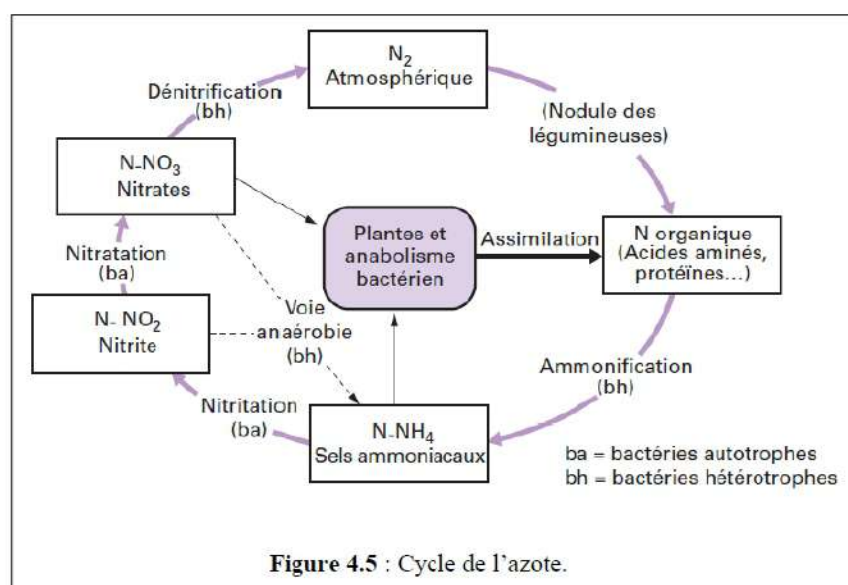 N₂
Atmosphérique
Dénitrification
(bh)
(Nodule des
légumineuses)
N-NO₃
Nitrates
Plantes et
anabolisme
bactérien
Assimilation
N organique
(Acides aminés,
protéïnes...)
Nitratation
(ba)
Voie
anaérobie
(bh)
N- NO₂
Nitrite
Ammonification
(bh)
Nitritation
(ba)
N-NH₄
Sels ammoniacaux
ba = bactéries autotrophes
bh = bactéries hétérotrophes
Figure 4.5 : Cycle de l'azote.